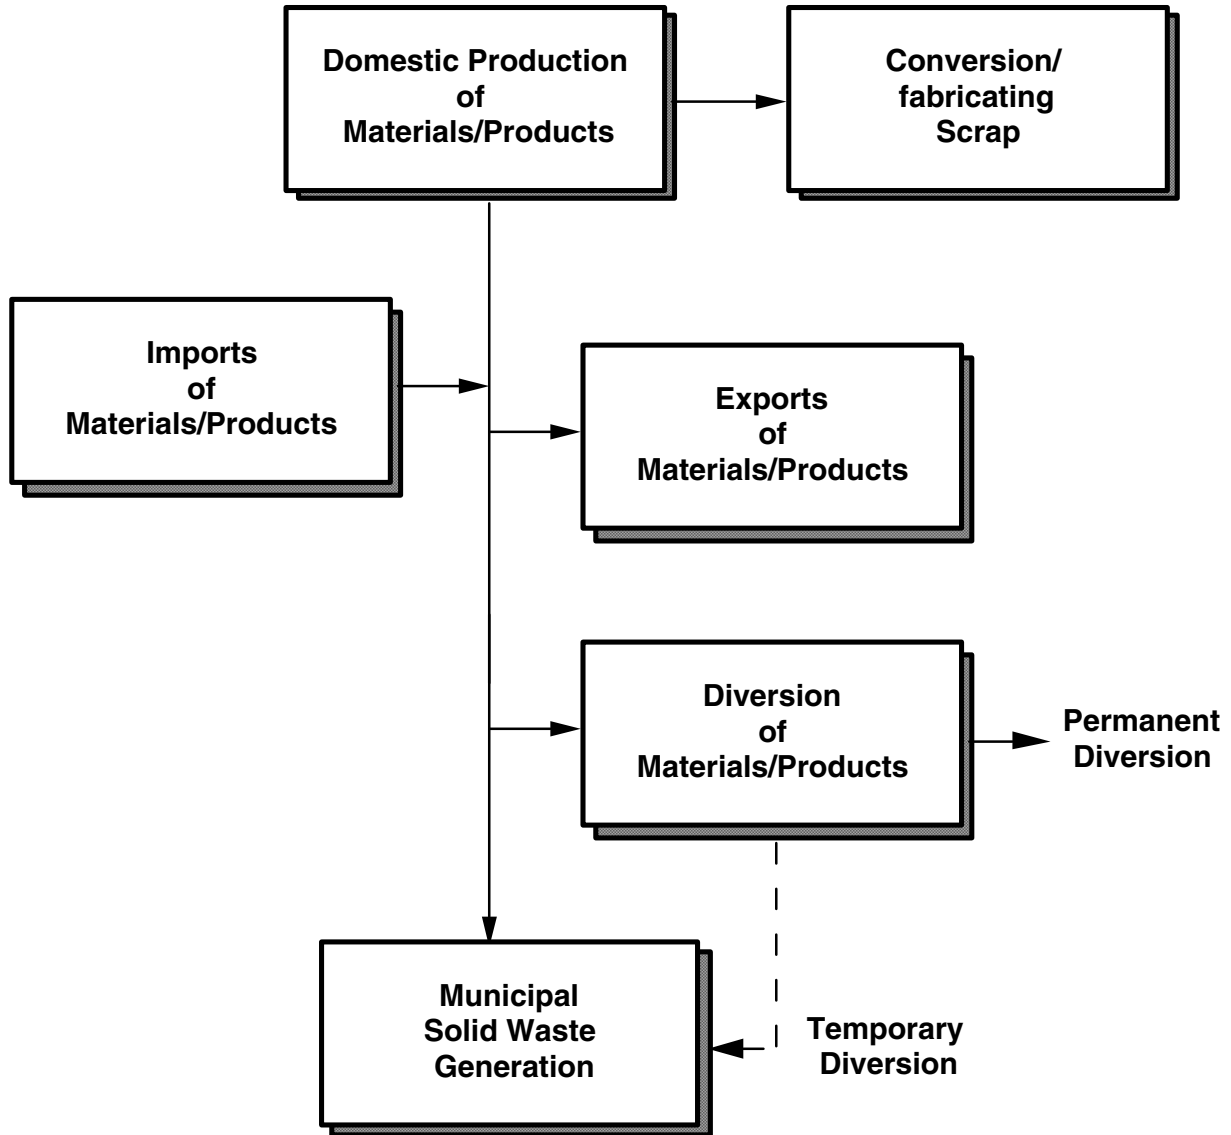 Domestic Production
of
Materials/Products
Conversion/
fabricating
Scrap
Imports
of
Materials/Products
Exports
of
Materials/Products
Diversion
of
Materials/Products
Permanent
Diversion
Municipal
Solid Waste
Generation
Temporary
Diversion